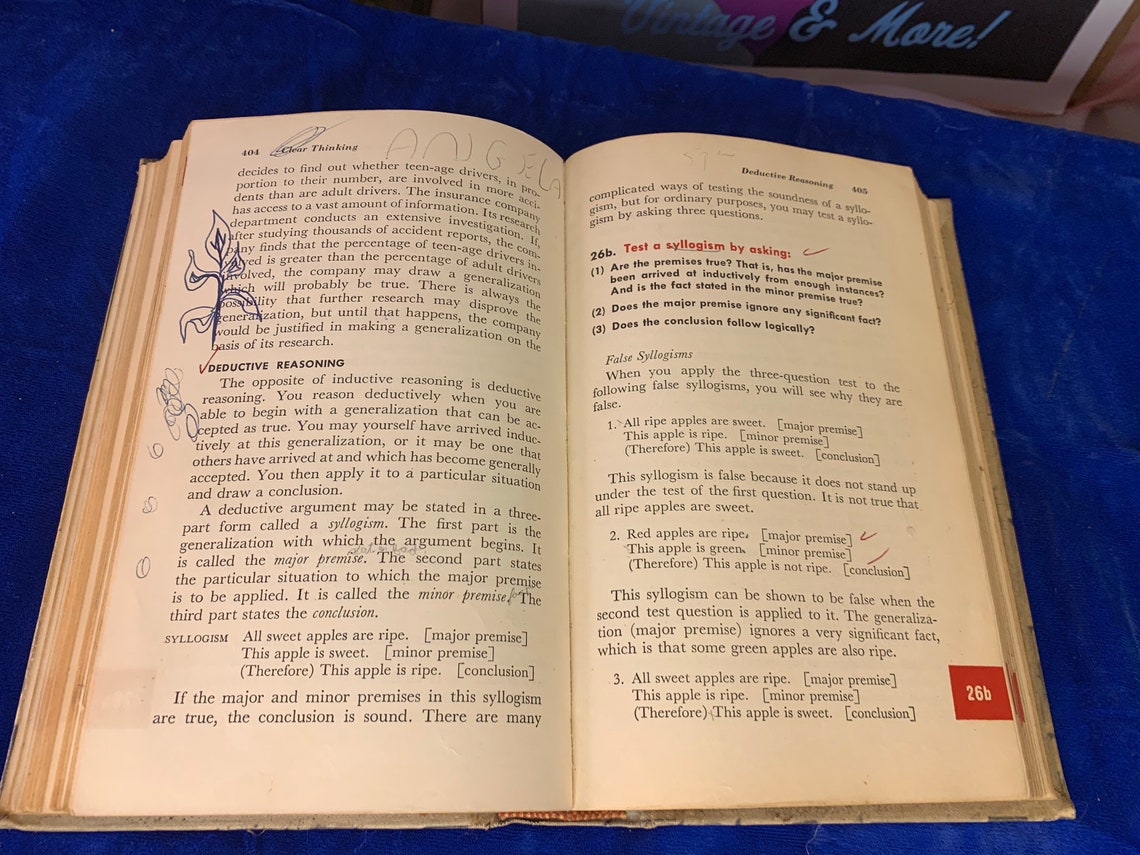 Vintage & More!
404 Clear Thinking
ANGELA
decides to find out whether teen-age drivers, in pro-
portion to their number, are involved in more acci-
dents than are adult drivers. The insurance company
has access to a vast amount of information. Its research
department conducts an extensive investigation. If,
after studying thousands of accident reports, the com-
pany finds that the percentage of teen-age drivers in-
volved is greater than the percentage of adult drivers
involved, the company may draw a generalization
which will probably be true. There is always the
possibility that further research may disprove the
generalization, but until that happens, the company
would be justified in making a generalization on the
basis of its research.
DEDUCTIVE REASONING
The opposite of inductive reasoning is deductive
reasoning. You reason deductively when you are
able to begin with a generalization that can be ac-
cepted as true. You may yourself have arrived induc-
tively at this generalization, or it may be one that
others have arrived at and which has become generally
accepted. You then apply it to a particular situation
and draw a conclusion.
A deductive argument may be stated in a three-
part form called a syllogism. The first part is the
generalization with which the argument begins. It
is called the major premise. The second part states
the particular situation to which the major premise
is to be applied. It is called the minor premise. The
third part states the conclusion.
SYLLOGISM All sweet apples are ripe. [major premise]
This apple is sweet. [minor premise]
(Therefore) This apple is ripe. [conclusion]
If the major and minor premises in this syllogism
are true, the conclusion is sound. There are many
Deductive Reasoning 405
complicated ways of testing the soundness of a syllo-
gism, but for ordinary purposes, you may test a syllo-
gism by asking three questions.
26b. Test a syllogism by asking:
(1) Are the premises true? That is, has the major premise
been arrived at inductively from enough instances?
And is the fact stated in the minor premise true?
(2) Does the major premise ignore any significant fact?
(3) Does the conclusion follow logically?
False Syllogisms
When you apply the three-question test to the
following false syllogisms, you will see why they are
false.
1. All ripe apples are sweet. [major premise]
This apple is ripe. [minor premise]
(Therefore) This apple is sweet. [conclusion]
This syllogism is false because it does not stand up
under the test of the first question. It is not true that
all ripe apples are sweet.
2. Red apples are ripe. [major premise]
This apple is green. [minor premise]
(Therefore) This apple is not ripe. [conclusion]
This syllogism can be shown to be false when the
second test question is applied to it. The generaliza-
tion (major premise) ignores a very significant fact,
which is that some green apples are also ripe.
3. All sweet apples are ripe. [major premise]
This apple is ripe. [minor premise]
(Therefore) This apple is sweet. [conclusion]
26b